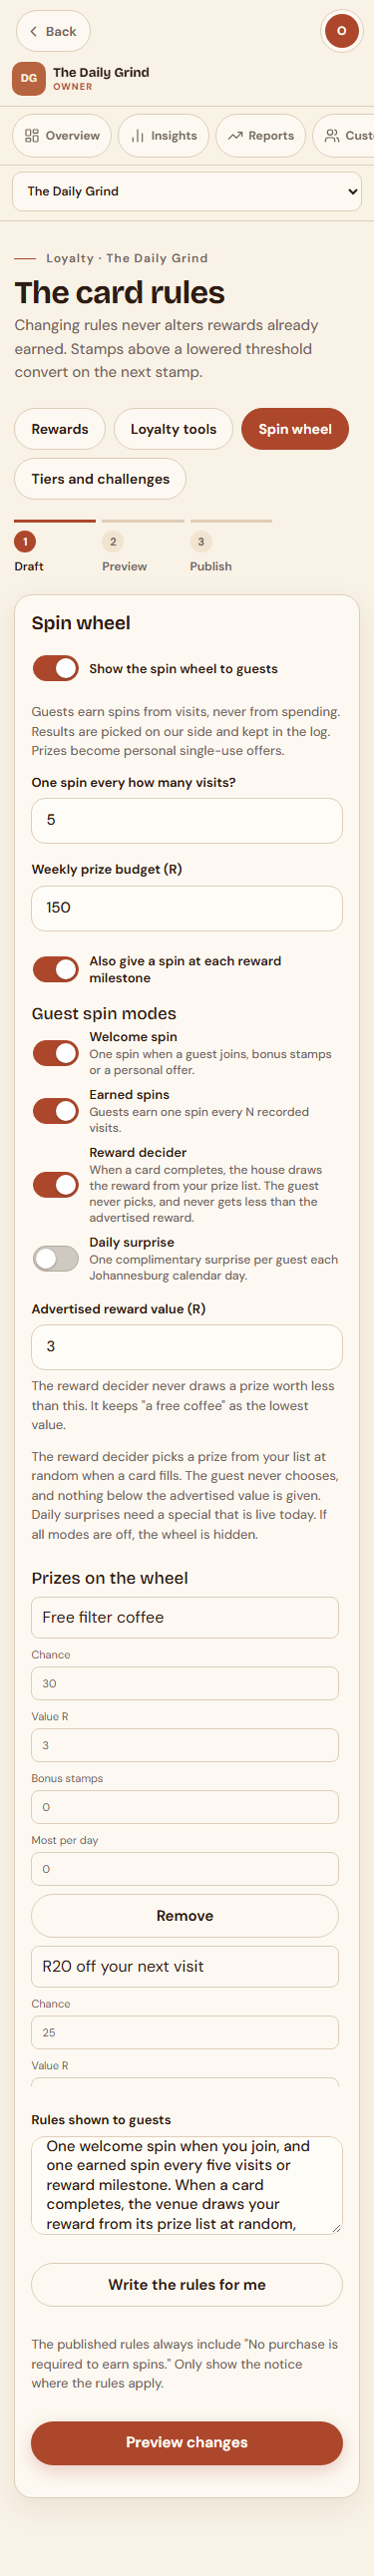 Back
O
DG
The Daily Grind
OWNER
Overview
Insights
Reports
The Daily Grind
Loyalty · The Daily Grind
The card rules
Changing rules never alters rewards already
earned. Stamps above a lowered threshold
convert on the next stamp.
Rewards
Loyalty tools
Spin wheel
Tiers and challenges
1
2
3
Draft
Preview
Publish
Spin wheel
Show the spin wheel to guests
Guests earn spins from visits, never from spending.
Results are picked on our side and kept in the log.
Prizes become personal single-use offers.
One spin every how many visits?
5
Weekly prize budget (R)
150
Also give a spin at each reward
milestone
Guest spin modes
Welcome spin
One spin when a guest joins, bonus stamps
or a personal offer.
Earned spins
Guests earn one spin every N recorded
visits.
Reward decider
When a card completes, the house draws
the reward from your prize list. The guest
never picks, and never gets less than the
advertised reward.
Daily surprise
One complimentary surprise per guest each
Johannesburg calendar day.
Advertised reward value (R)
3
The reward decider never draws a prize worth less
than this. It keeps "a free coffee" as the lowest
value.
The reward decider picks a prize from your list at
random when a card fills. The guest never chooses,
and nothing below the advertised value is given.
Daily surprises need a special that is live today. If
all modes are off, the wheel is hidden.
Prizes on the wheel
Free filter coffee
Chance
30
Value R
3
Bonus stamps
0
Most per day
0
Remove
R20 off your next visit
Chance
25
Value R
Rules shown to guests
One welcome spin when you join, and
one earned spin every five visits or
reward milestone. When a card
completes, the venue draws your
reward from its prize list at random,
Write the rules for me
The published rules always include "No purchase is
required to earn spins." Only show the notice
where the rules apply.
Preview changes